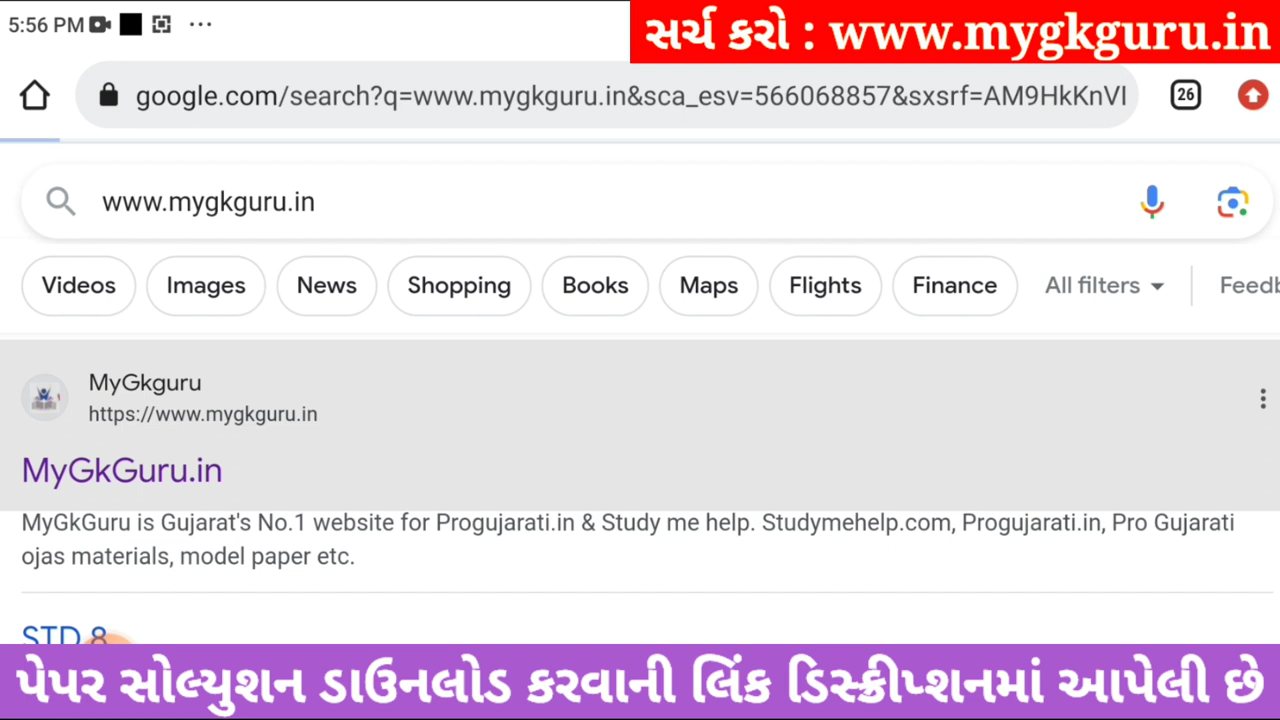 5:56 PM
સર્ચ કરો : www.mygkguru.in
google.com/search?q=www.mygkguru.in&sca_esv=566068857&sxsrf=AM9HkKnVI
26
www.mygkguru.in
Videos Images News Shopping Books Maps Flights Finance All filters Feedb
MyGkguru
https://www.mygkguru.in
MyGkGuru.in
MyGkGuru is Gujarat's No.1 website for Progujarati.in & Study me help. Studymehelp.com, Progujarati.in, Pro Gujarati
ojas materials, model paper etc.
STD 8
પેપર સોલ્યુશન ડાઉનલોડ કરવાની લિંક ડિસ્ક્રીપ્શનમાં આપેલી છે